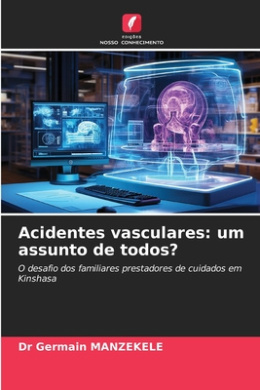 edições
NOSSO CONHECIMENTO
Acidentes vasculares: um
assunto de todos?
O desafio dos familiares prestadores de cuidados em
Kinshasa
Dr Germain MANZEKELE